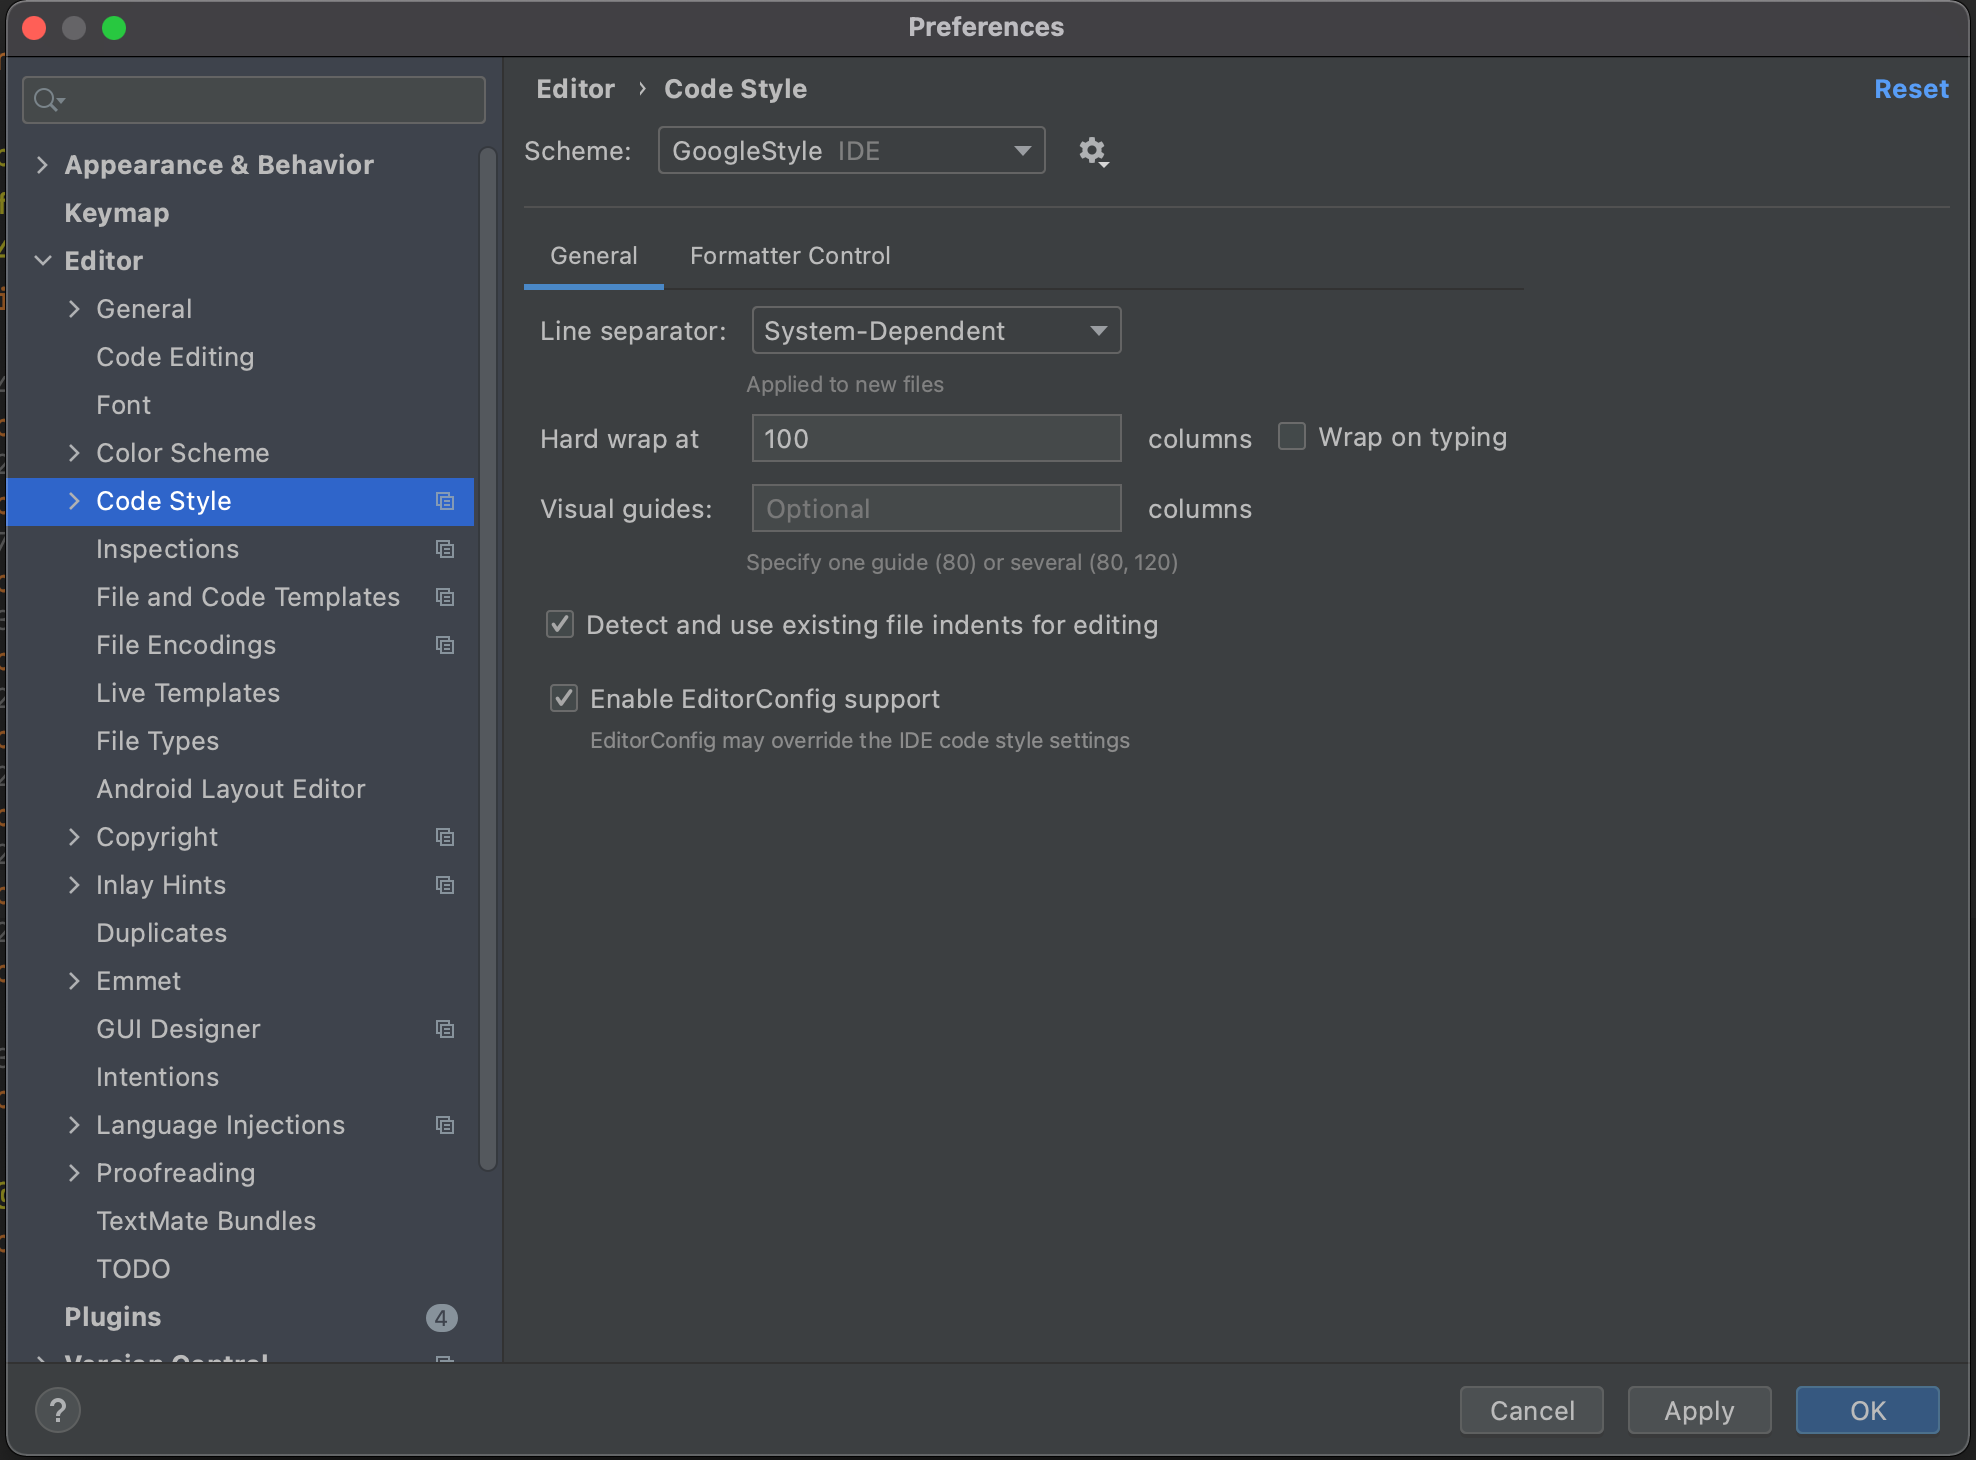 Preferences
Appearance & Behavior
Keymap
Editor
General
Code Editing
Font
Color Scheme
Code Style
Inspections
File and Code Templates
File Encodings
Live Templates
File Types
Android Layout Editor
Copyright
Inlay Hints
Duplicates
Emmet
GUI Designer
Intentions
Language Injections
Proofreading
TextMate Bundles
TODO
Plugins 4
Version Control
Editor › Code Style Reset
Scheme: GoogleStyle IDE
General Formatter Control
Line separator: System-Dependent
Applied to new files
Hard wrap at 100 columns Wrap on typing
Visual guides: Optional columns
Specify one guide (80) or several (80, 120)
Detect and use existing file indents for editing
Enable EditorConfig support
EditorConfig may override the IDE code style settings
? Cancel Apply OK